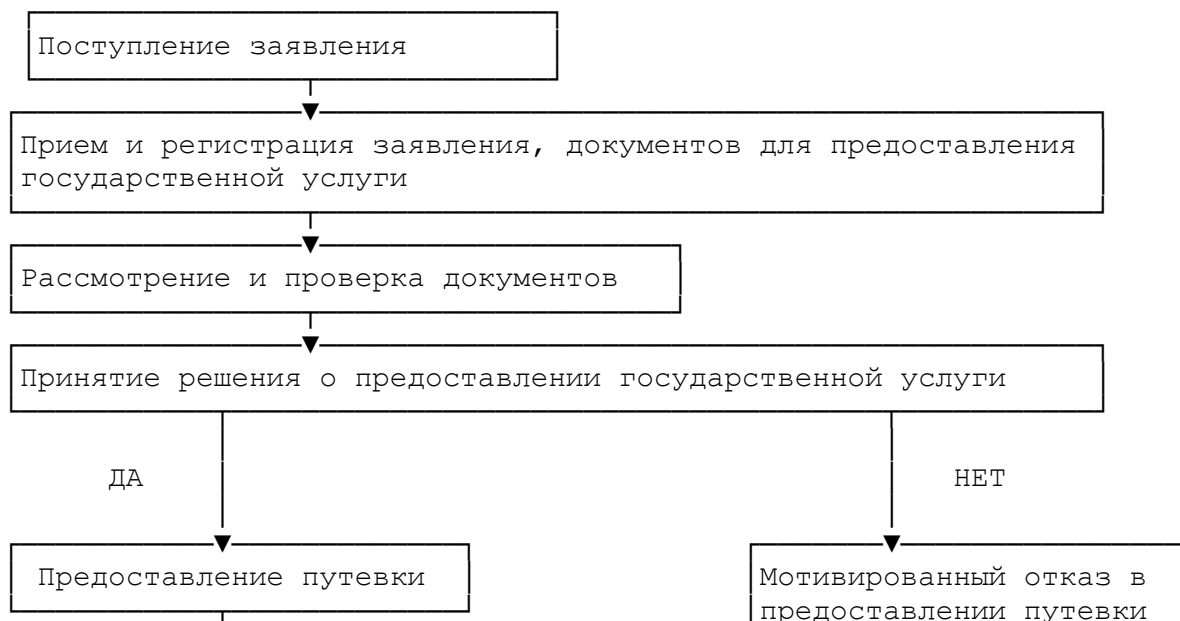 Поступление заявления
Прием и регистрация заявления, документов для предоставления
государственной услуги
Рассмотрение и проверка документов
Принятие решения о предоставлении государственной услуги
ДА
НЕТ
Предоставление путевки
Мотивированный отказ в
предоставлении путевки